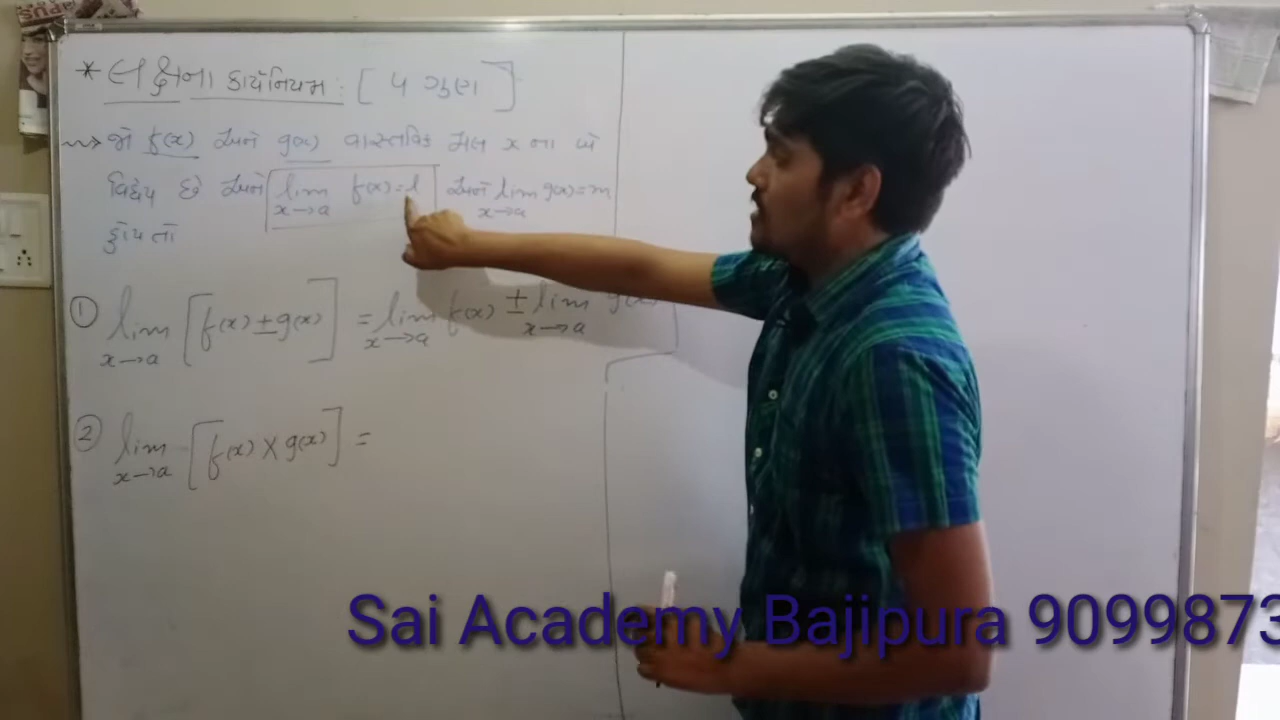 * લક્ષના કાર્યનિયમ : [ ૫ ગુણ ]
જો f(x) અને g(x) વાસ્તવિક ચલ x ના બે
વિધેય છે અને lim x→a f(x) = l અને lim x→a g(x) = m
હોય તો
① lim x→a [f(x) ± g(x)] = lim x→a f(x) ± lim x→a g(x)
② lim x→a [f(x) × g(x)] =
Sai Academy Bajipura 9099873